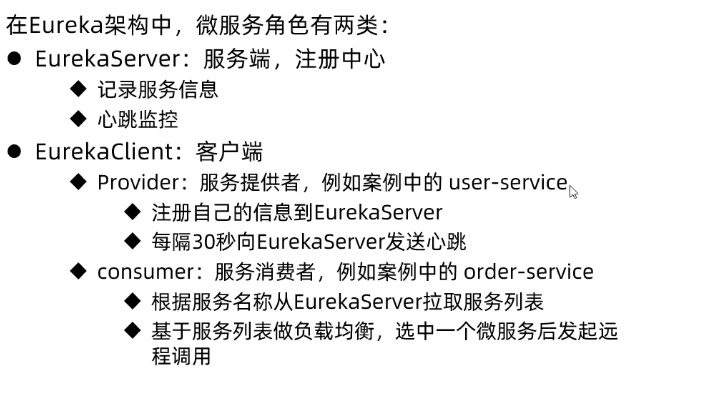 在Eureka架构中，微服务角色有两类：
EurekaServer：服务端，注册中心
记录服务信息
心跳监控
EurekaClient：客户端
Provider：服务提供者，例如案例中的 user-service
注册自己的信息到EurekaServer
每隔30秒向EurekaServer发送心跳
consumer：服务消费者，例如案例中的 order-service
根据服务名称从EurekaServer拉取服务列表
基于服务列表做负载均衡，选中一个微服务后发起远
程调用